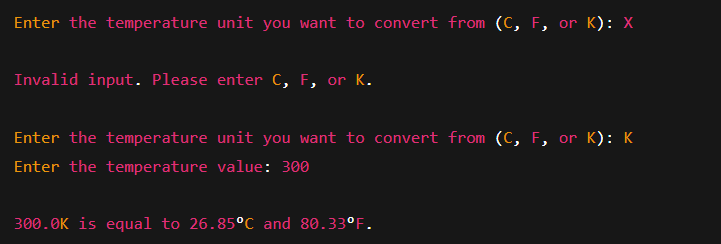 Enter the temperature unit you want to convert from (C, F, or K): X
Invalid input. Please enter C, F, or K.
Enter the temperature unit you want to convert from (C, F, or K): K
Enter the temperature value: 300
300.0K is equal to 26.85°C and 80.33°F.